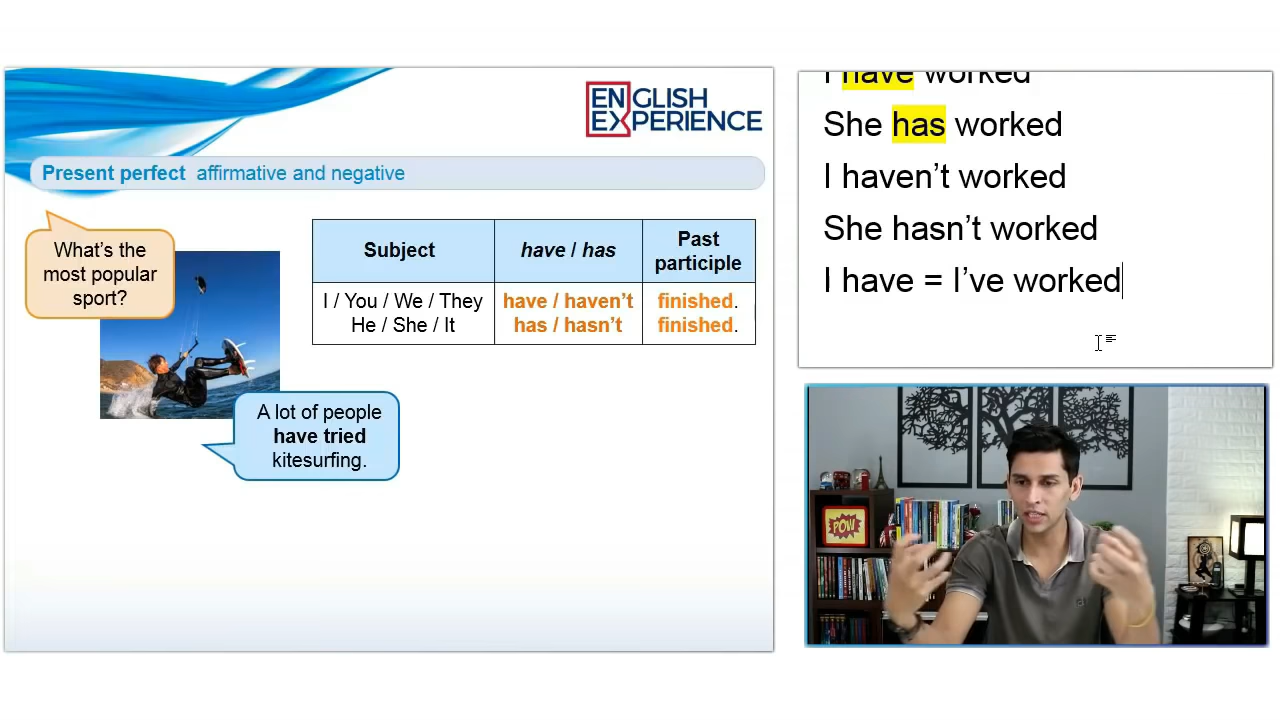 ENGLISH
EXPERIENCE
Present perfect affirmative and negative
What's the
most popular
sport?
Subject
have / has
Past
participle
I / You / We / They
have / haven't
finished.
He / She / It
has / hasn't
finished.
A lot of people
have tried
kitesurfing.
I have worked
She has worked
I haven't worked
She hasn't worked
I have = I've worked
POW